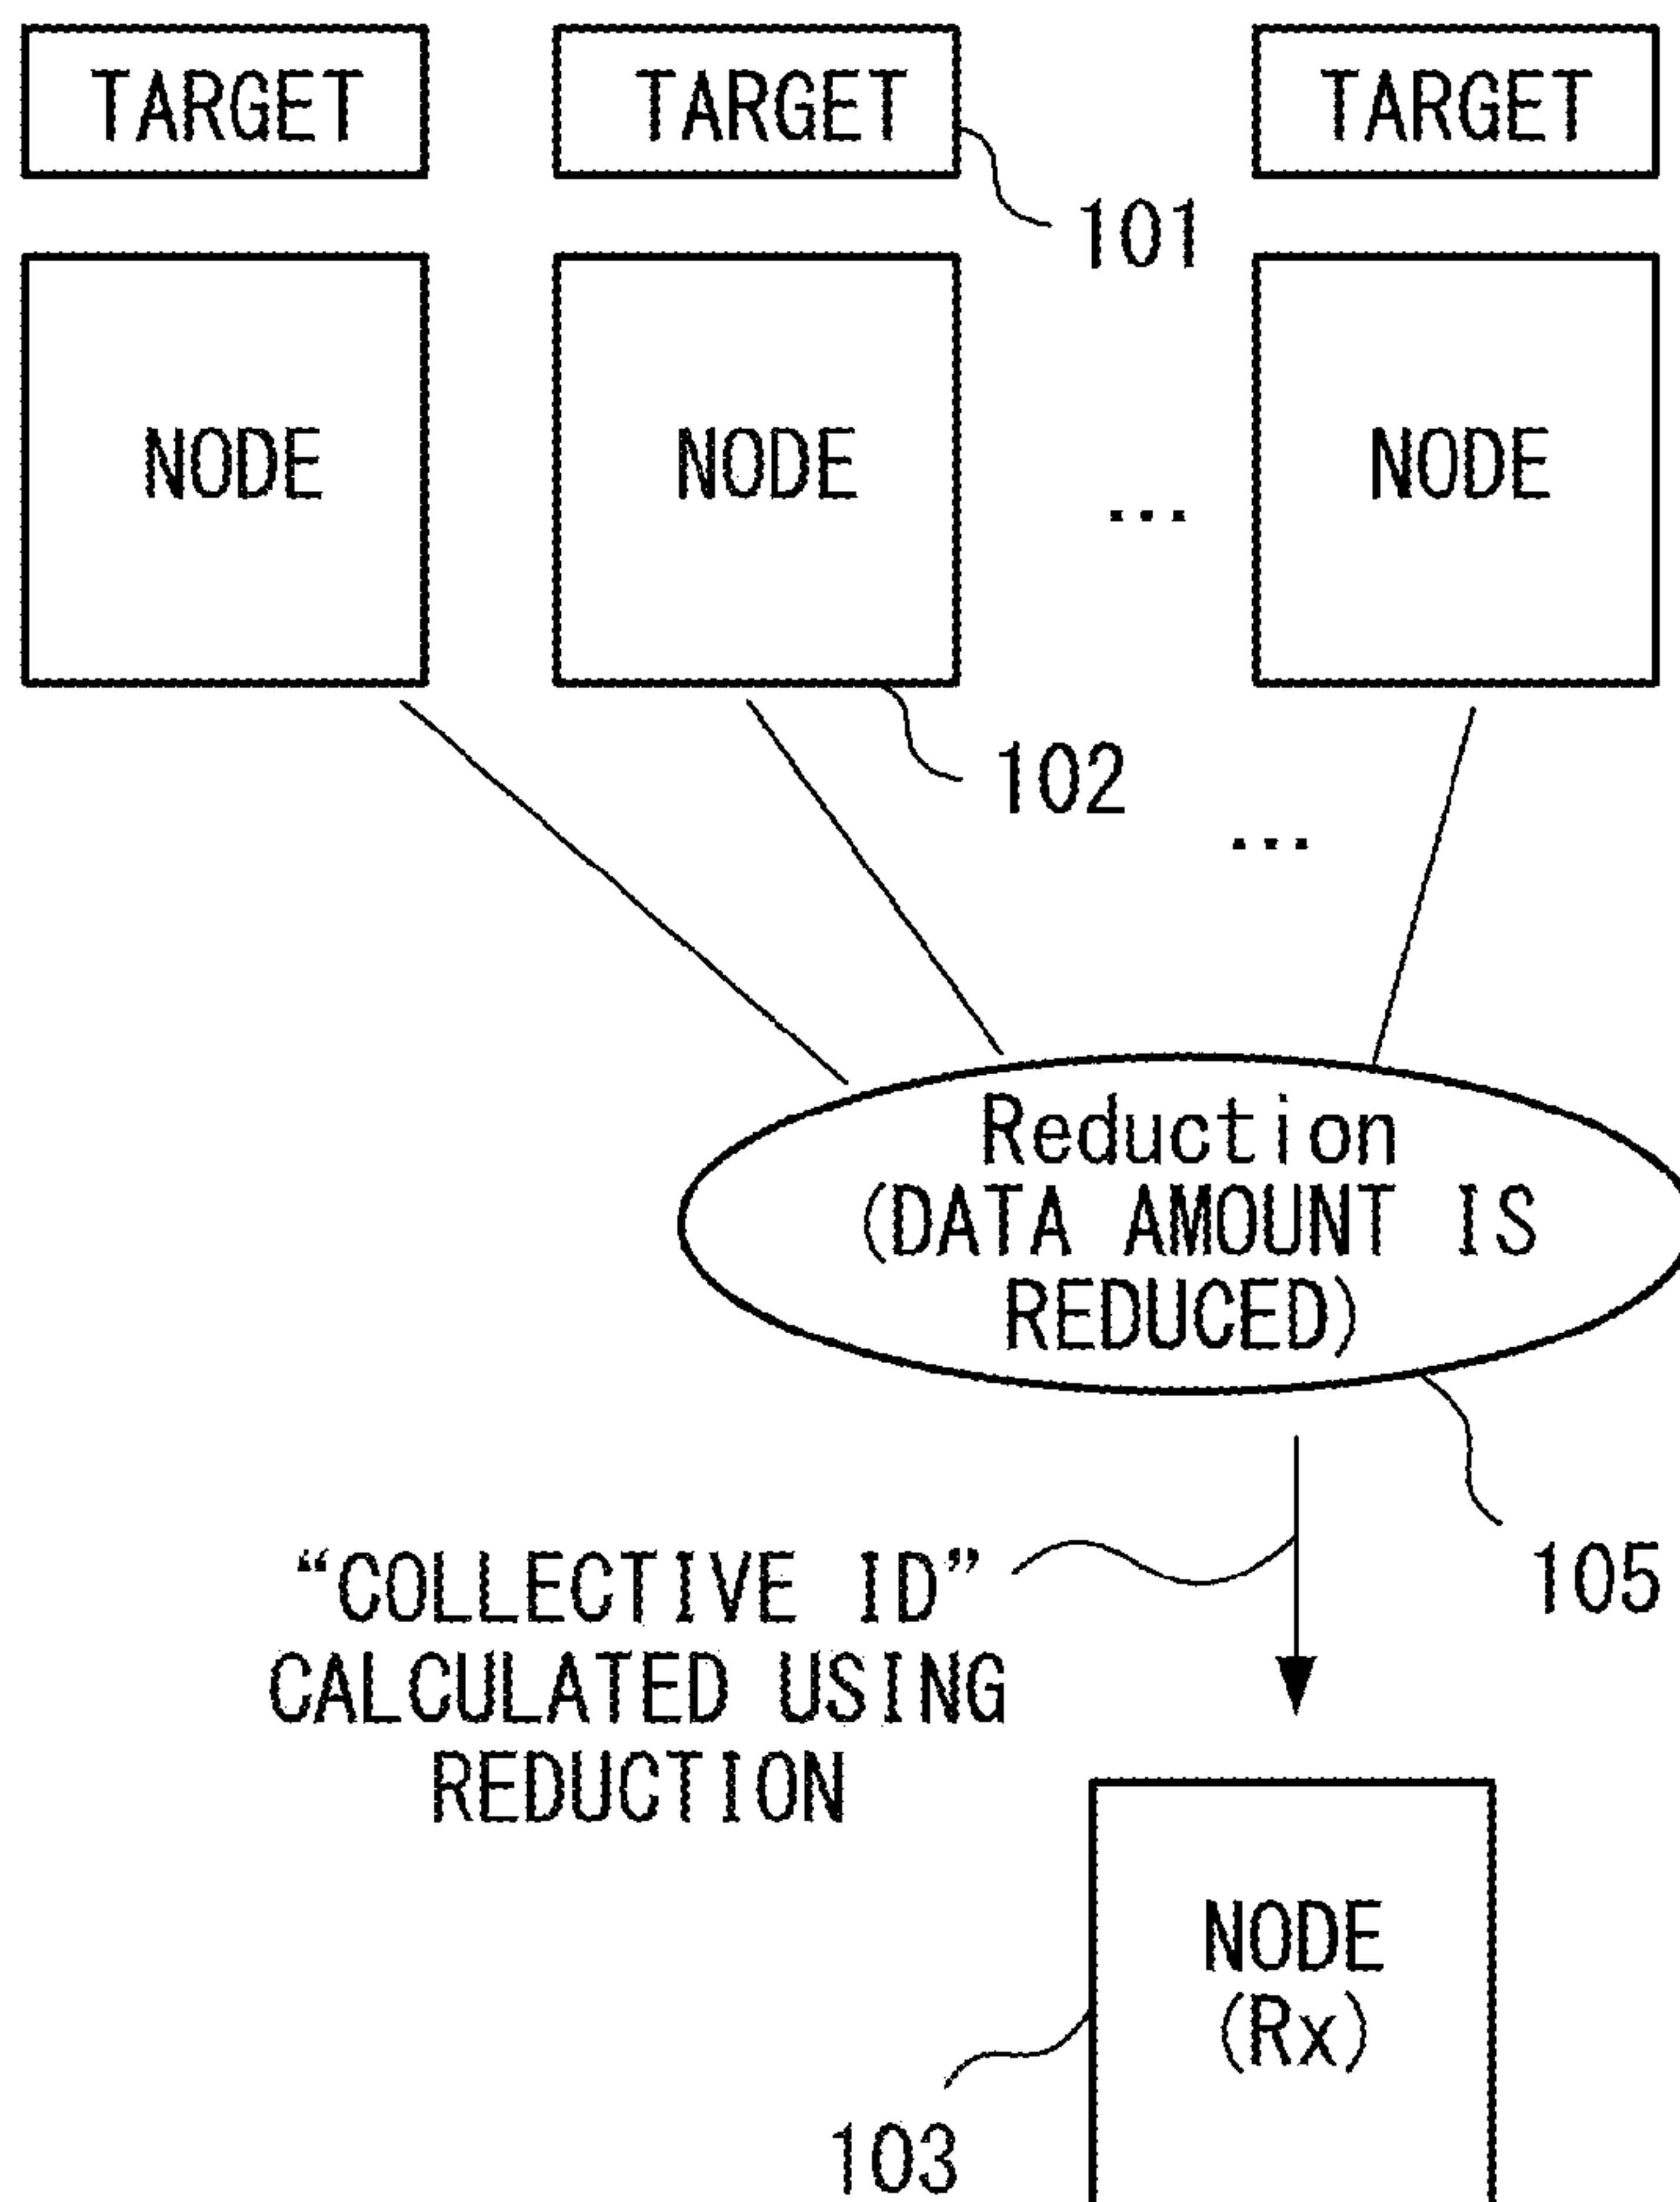 TARGET TARGET TARGET
101
NODE NODE ... NODE
102
...
Reduction
(DATA AMOUNT IS
REDUCED)
105
“COLLECTIVE ID”
CALCULATED USING
REDUCTION
NODE
(Rx)
103